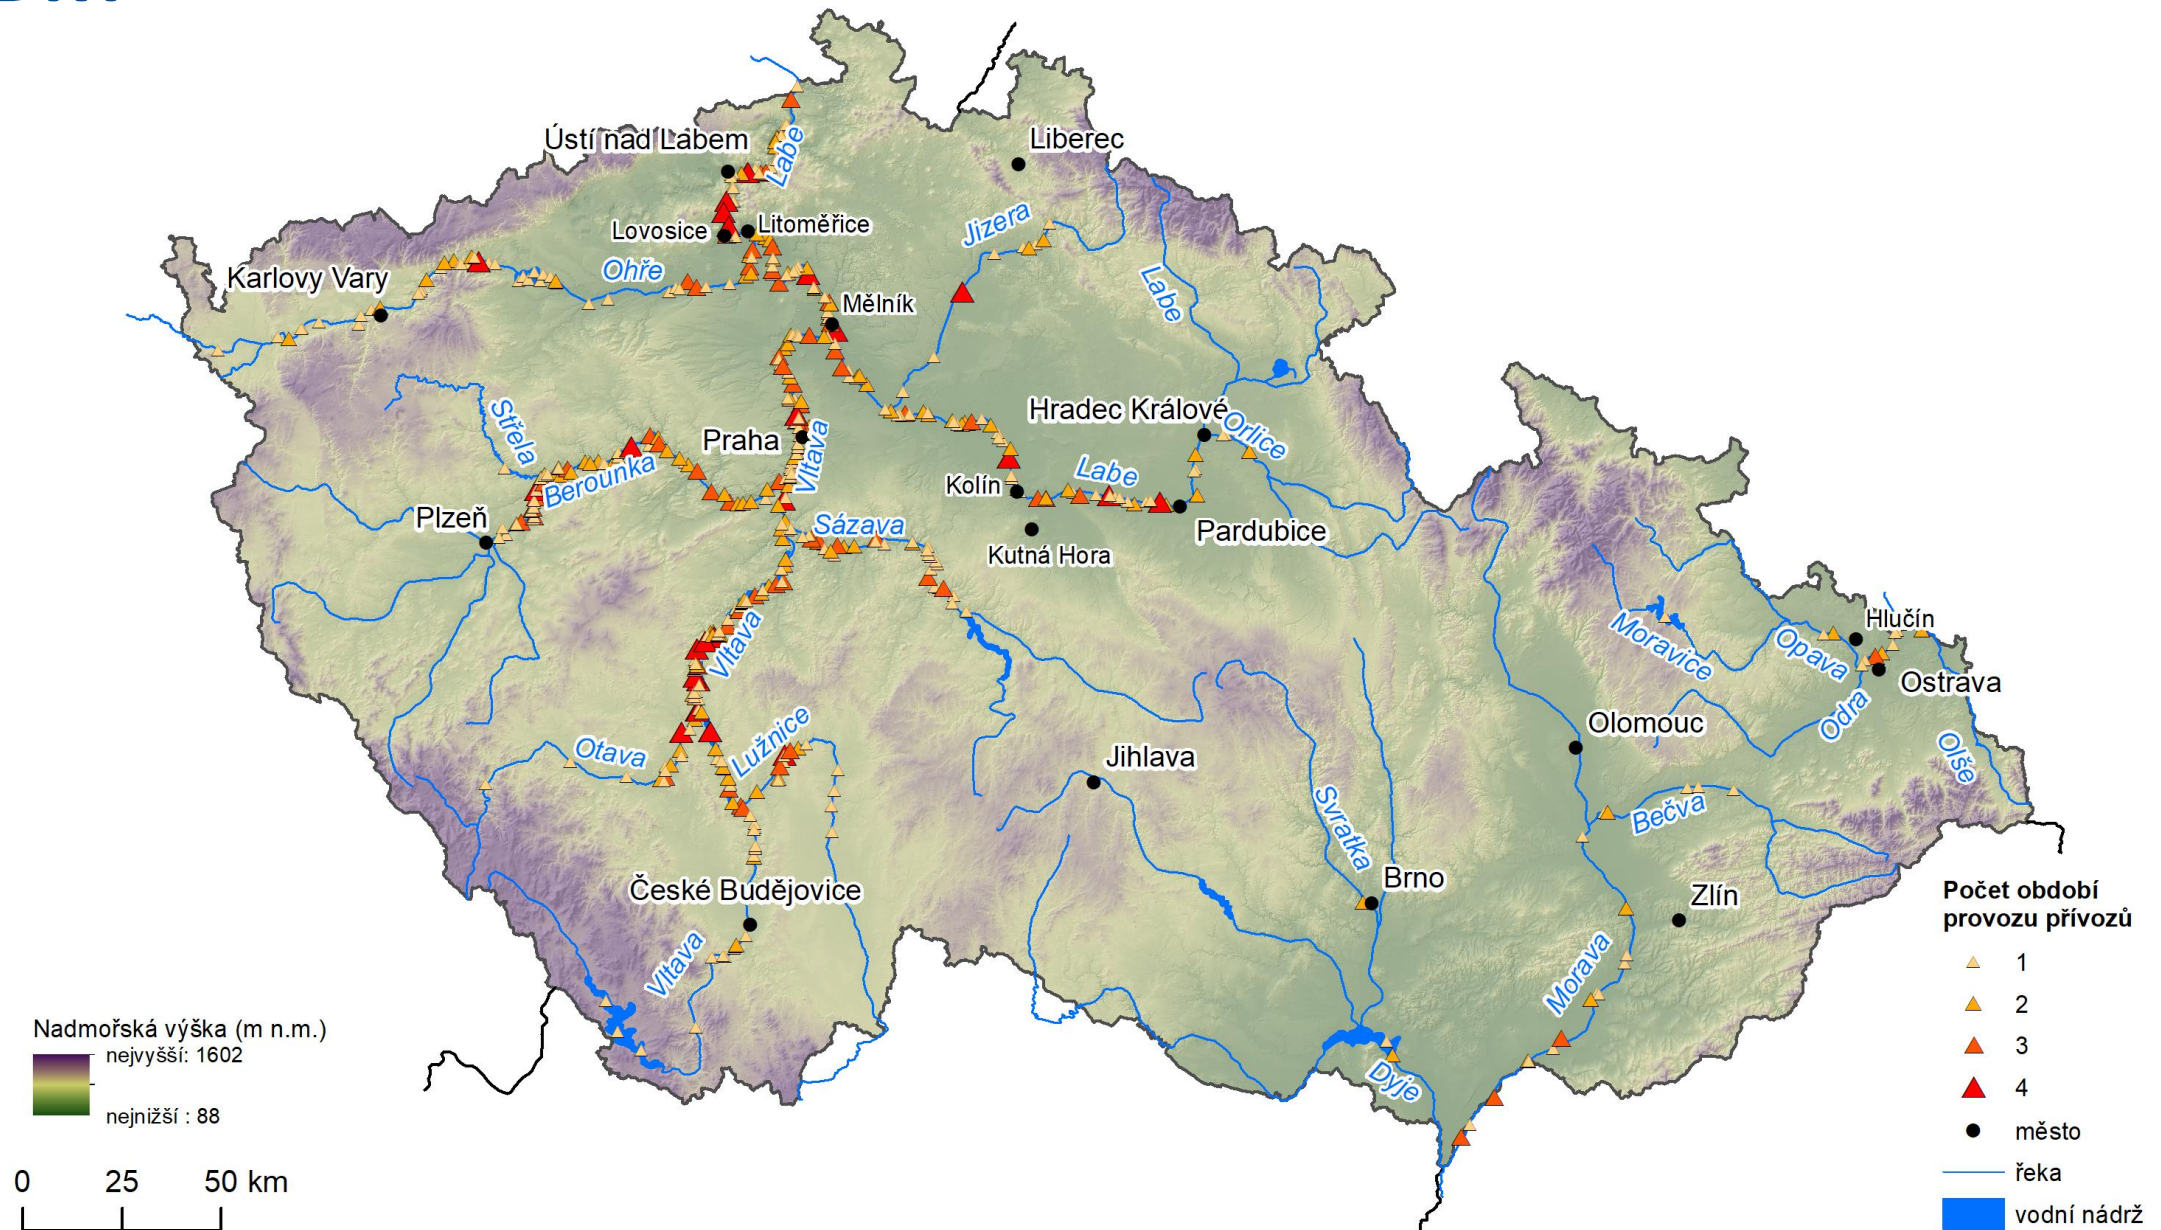 Ústí nad Labem
Labe
Liberec
Lovosice
Litoměřice
Jizera
Karlovy Vary
Ohře
Labe
Mělník
Střela
Praha
Vltava
Hradec Králové
Orlice
Berounka
Kolín
Labe
Plzeň
Sázava
Pardubice
Kutná Hora
Hlučín
Moravice
Opava
Vltava
Ostrava
Odra
Olomouc
Otava
Lužnice
Jihlava
Olše
Svratka
Bečva
České Budějovice
Brno
Zlín
Vltava
Morava
Dyje
Počet období
provozu přívozů
1
2
3
4
město
řeka
vodní nádrž
Nadmořská výška (m n.m.)
nejvyšší: 1602
nejnižší : 88
0 25 50 km